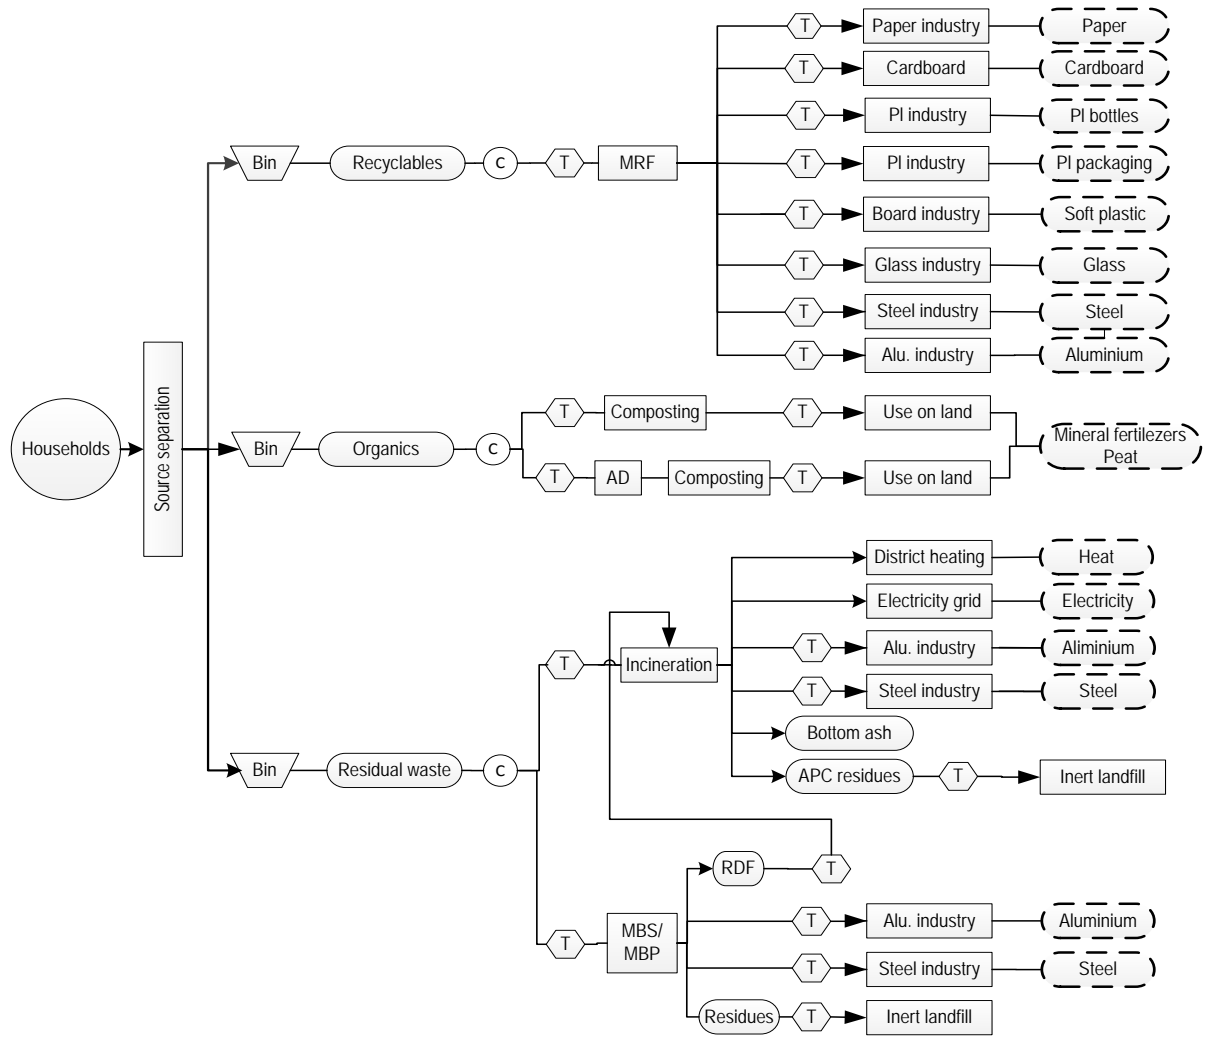 T Paper industry Paper
T Cardboard Cardboard
T Pl industry Pl bottles
Bin Recyclables C T MRF T Pl industry Pl packaging
T Board industry Soft plastic
T Glass industry Glass
T Steel industry Steel
T Alu. industry Aluminium
Households
Source separation
T Composting T Use on land
Bin Organics C
Mineral fertilezers
Peat
T AD Composting T Use on land
District heating Heat
Electricity grid Electricity
T Alu. industry Aliminium
T Incineration
T Steel industry Steel
Bottom ash
Bin Residual waste C
APC residues T Inert landfill
RDF T
T Alu. industry Aluminium
T MBS/
MBP
T Steel industry Steel
Residues T Inert landfill